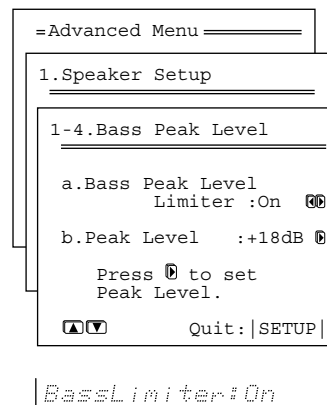 =Advanced Menu
1.Speaker Setup
1-4.Bass Peak Level
a.Bass Peak Level
Limiter :On
b.Peak Level :+18dB
Press to set
Peak Level.
Quit:|SETUP|
BassLimiter:On